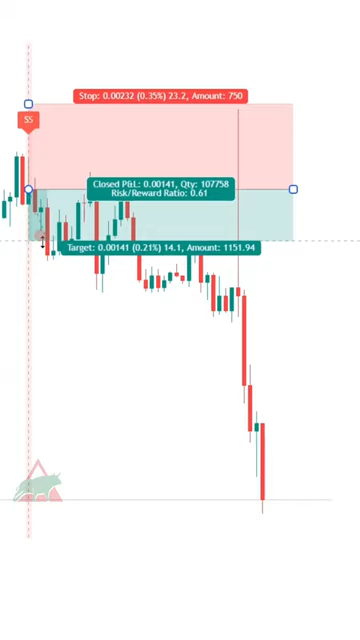 Stop: 0.00232 (0.35%) 23.2, Amount: 750
SS
Closed P&L: 0.00141, Qty: 107758
Risk/Reward Ratio: 0.61
Target: 0.00141 (0.21%) 14.1, Amount: 1151.94